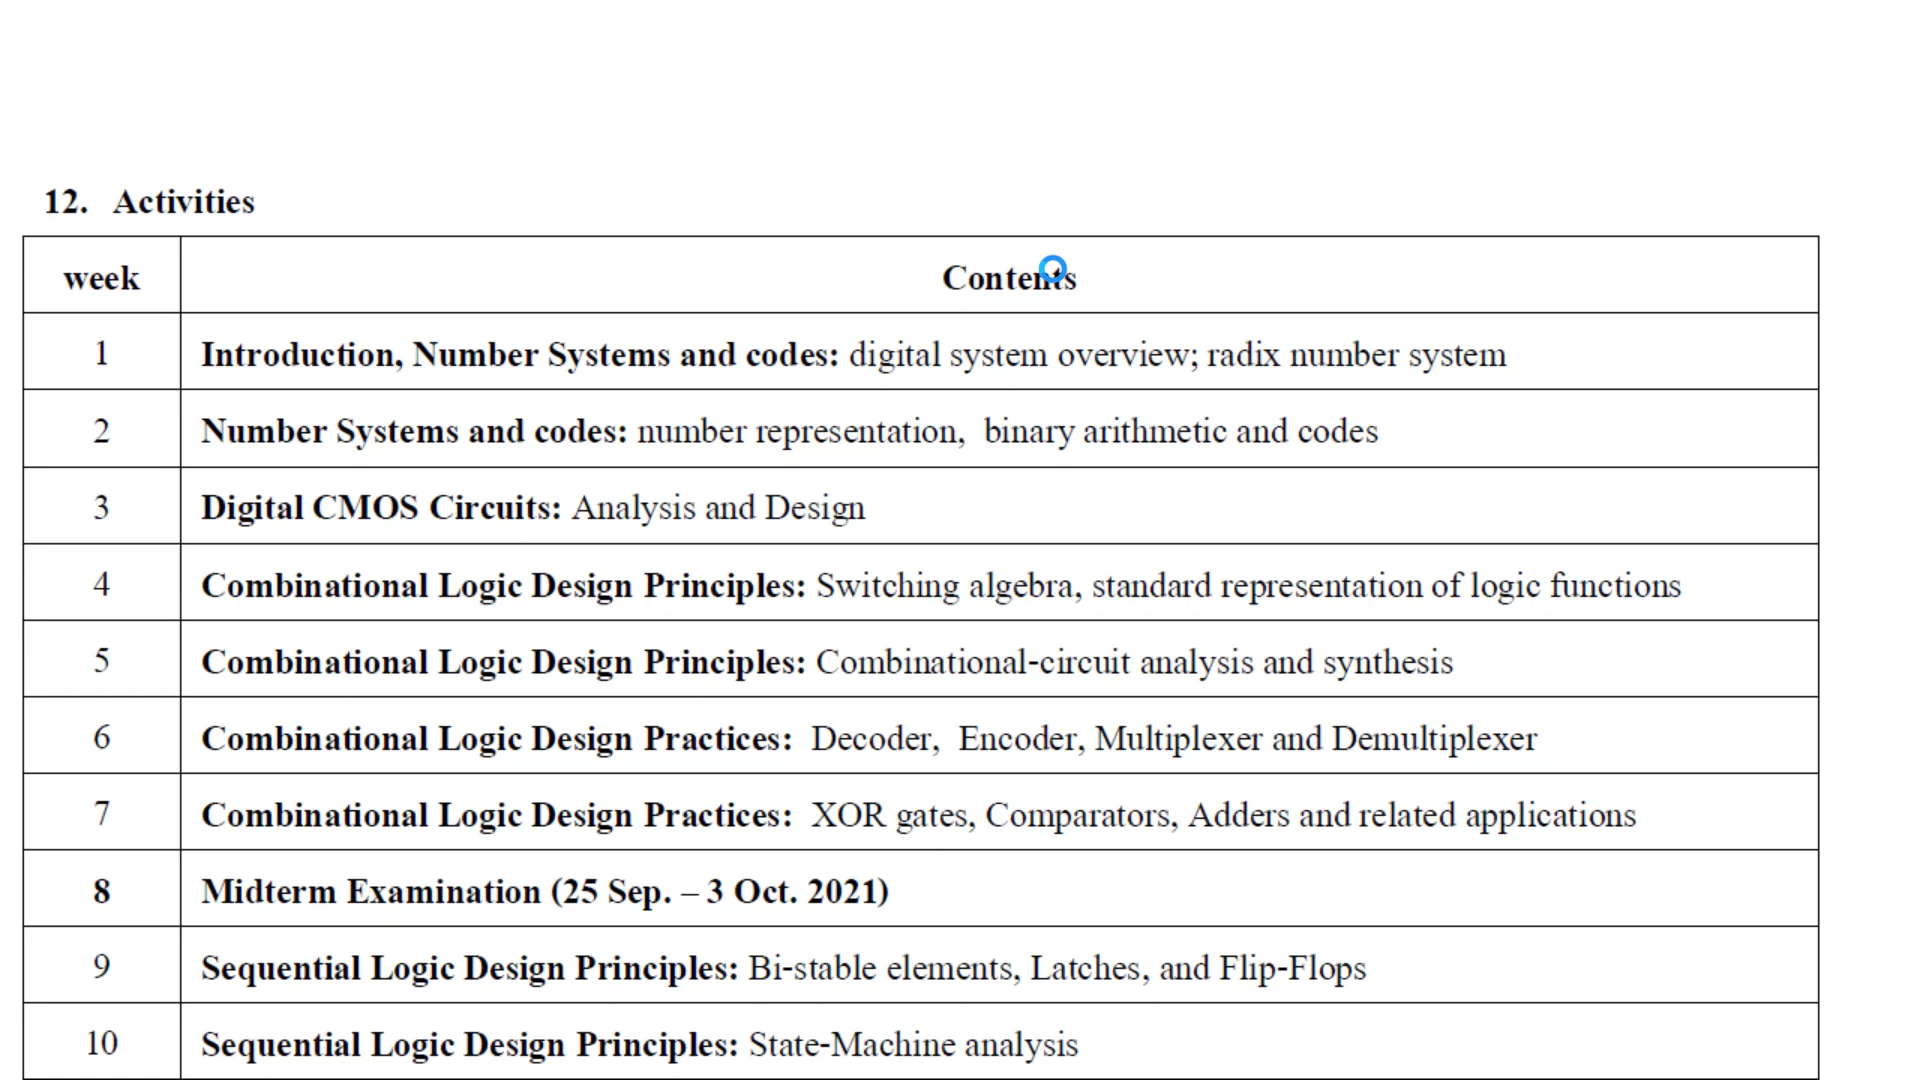 12. Activities
week Contents
1 Introduction, Number Systems and codes: digital system overview; radix number system
2 Number Systems and codes: number representation, binary arithmetic and codes
3 Digital CMOS Circuits: Analysis and Design
4 Combinational Logic Design Principles: Switching algebra, standard representation of logic functions
5 Combinational Logic Design Principles: Combinational-circuit analysis and synthesis
6 Combinational Logic Design Practices: Decoder, Encoder, Multiplexer and Demultiplexer
7 Combinational Logic Design Practices: XOR gates, Comparators, Adders and related applications
8 Midterm Examination (25 Sep. – 3 Oct. 2021)
9 Sequential Logic Design Principles: Bi-stable elements, Latches, and Flip-Flops
10 Sequential Logic Design Principles: State-Machine analysis